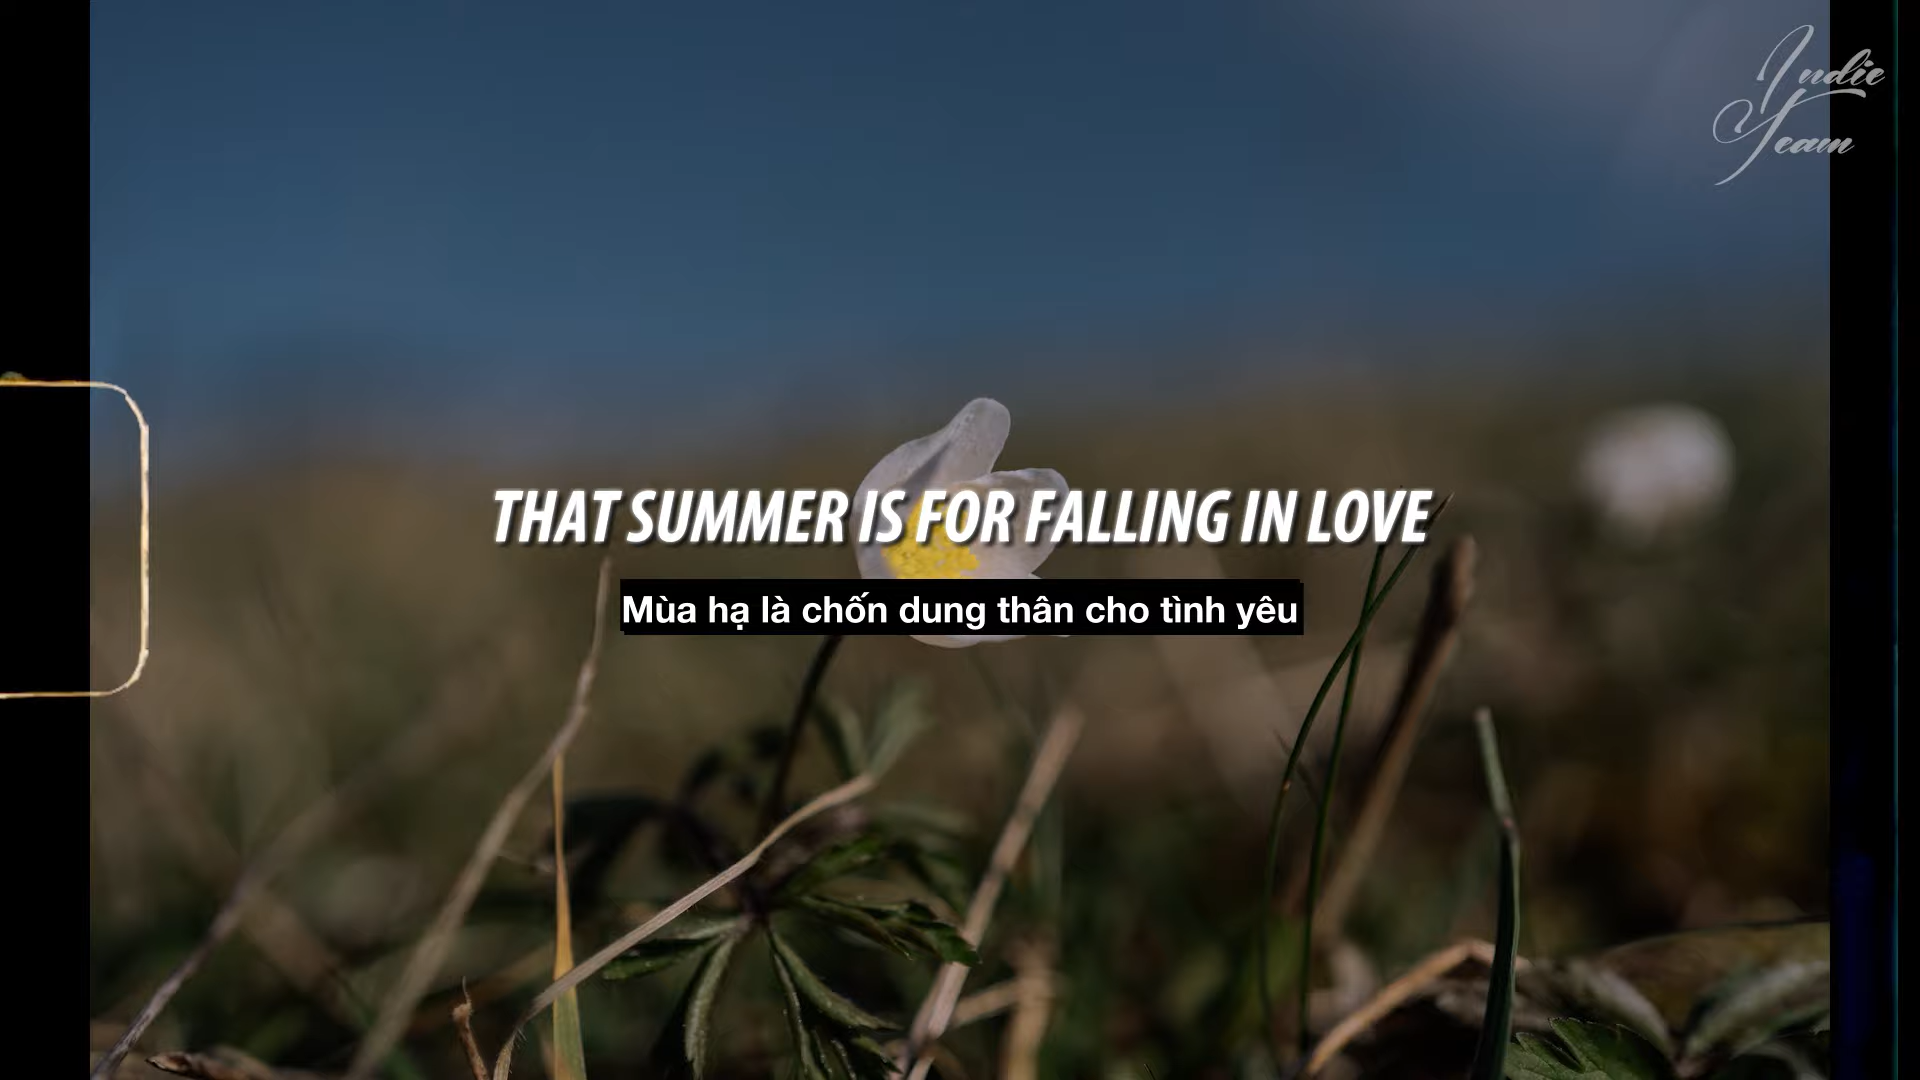 Indie
Team
THAT SUMMER IS FOR FALLING IN LOVE
Mùa hạ là chốn dung thân cho tình yêu